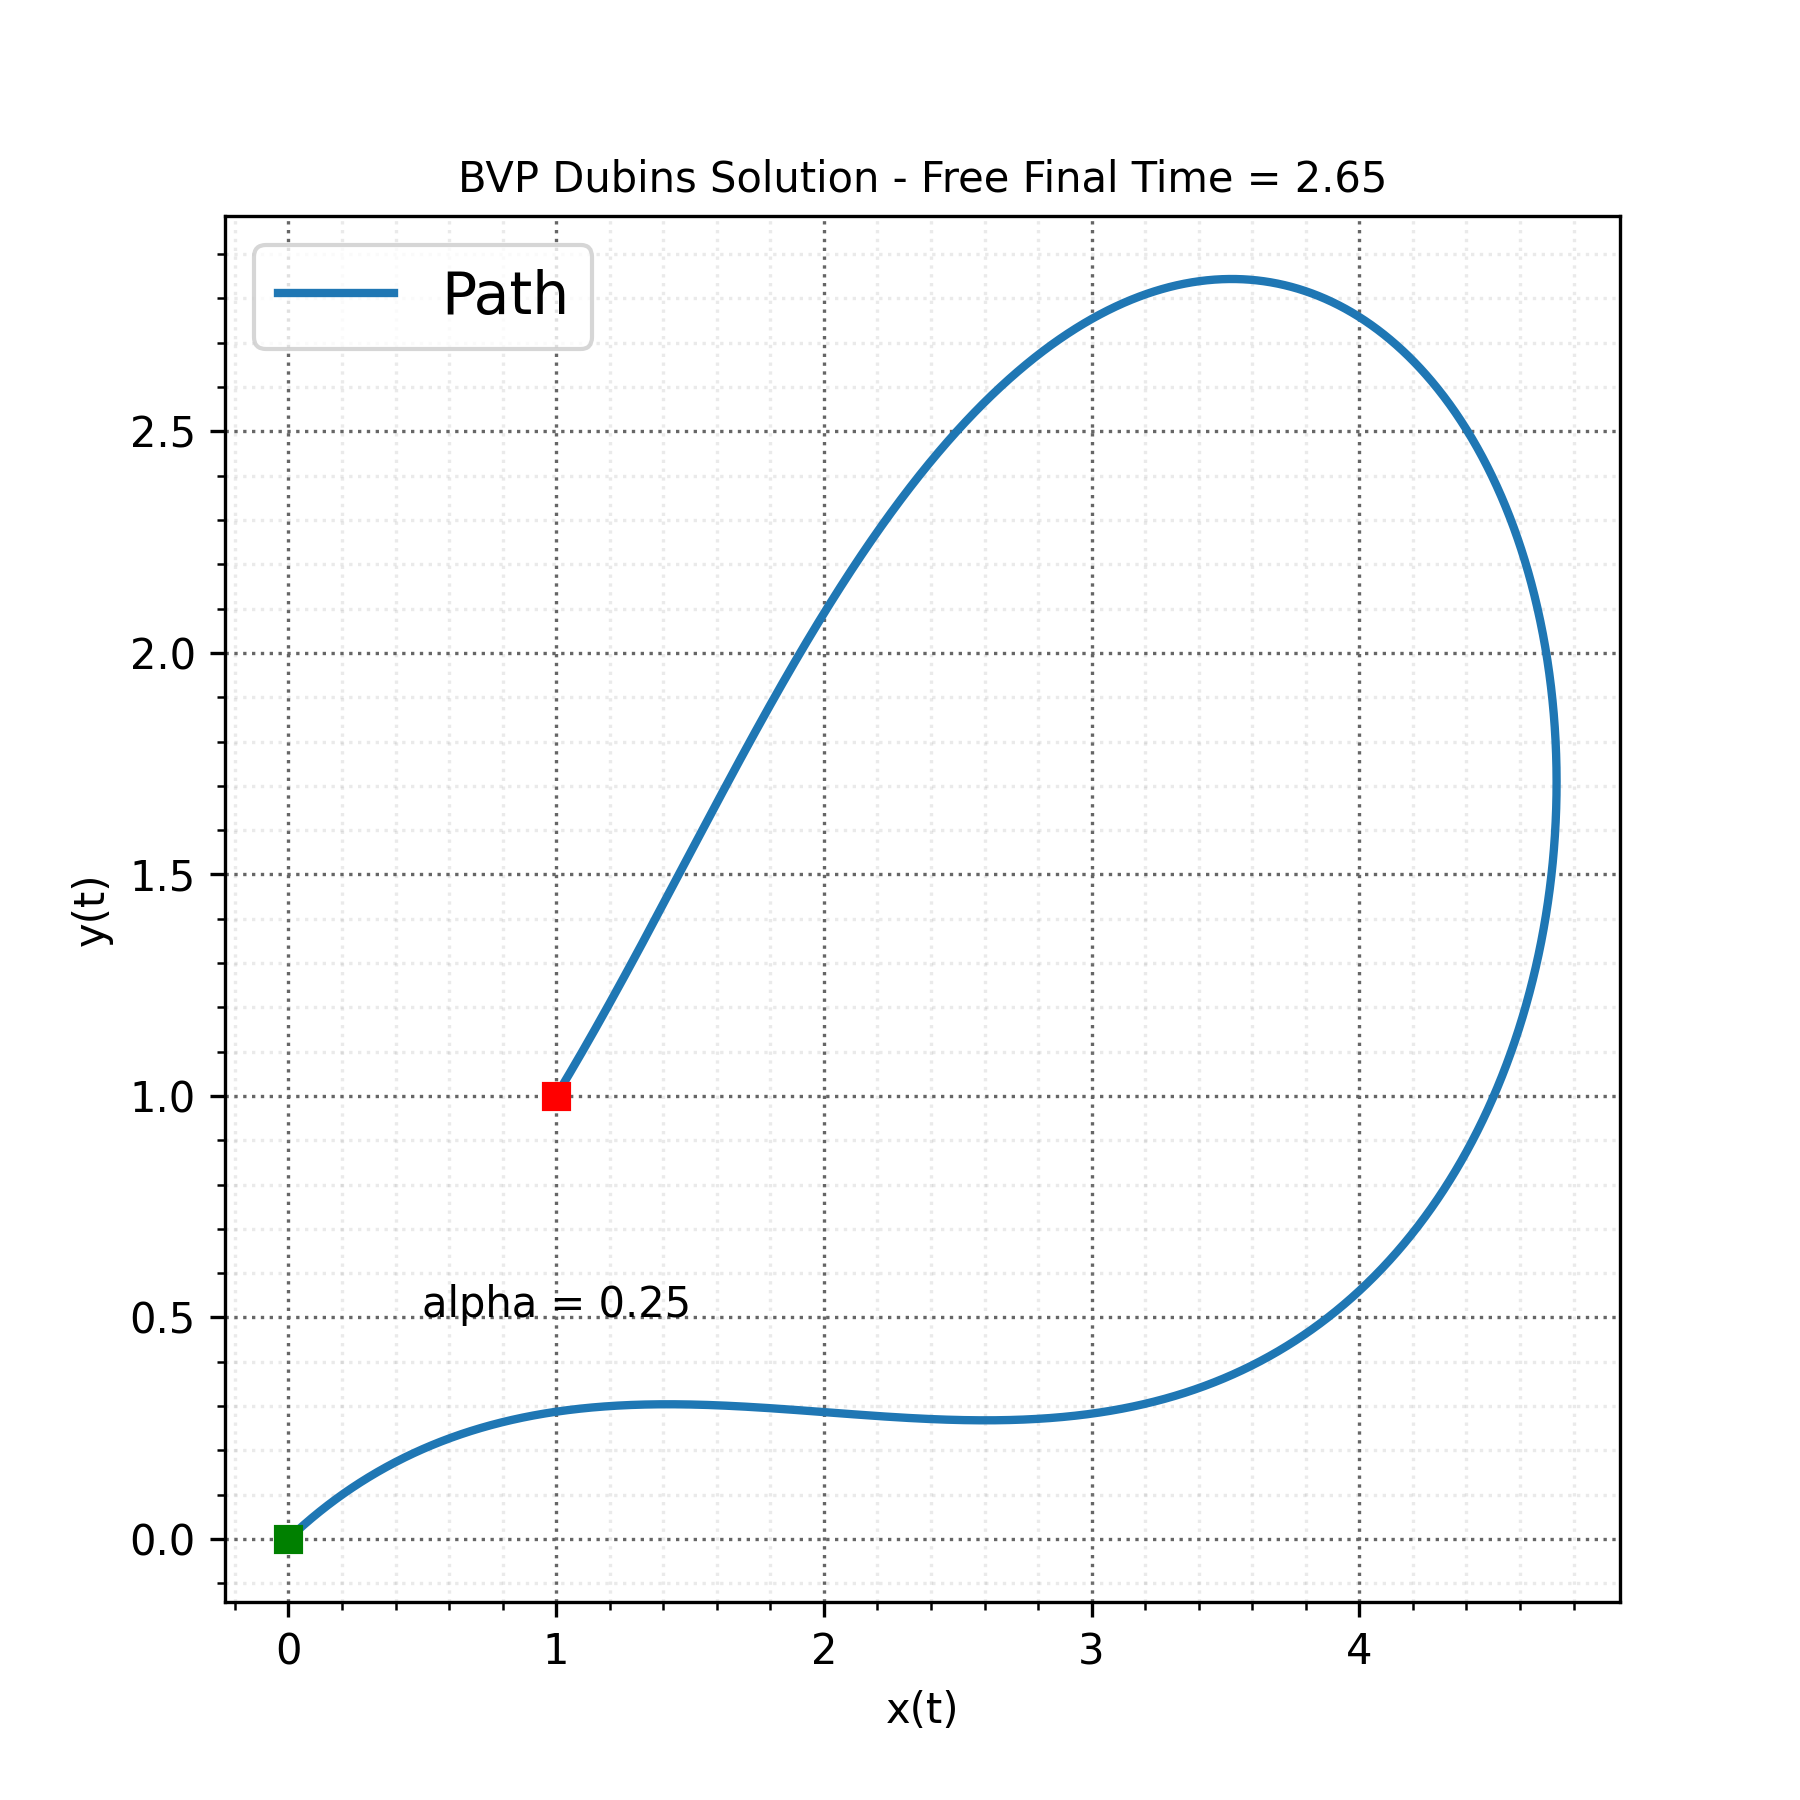 BVP Dubins Solution - Free Final Time = 2.65
Path
2.5
2.0
1.5
1.0
0.5
0.0
y(t)
alpha = 0.25
0 1 2 3 4
x(t)